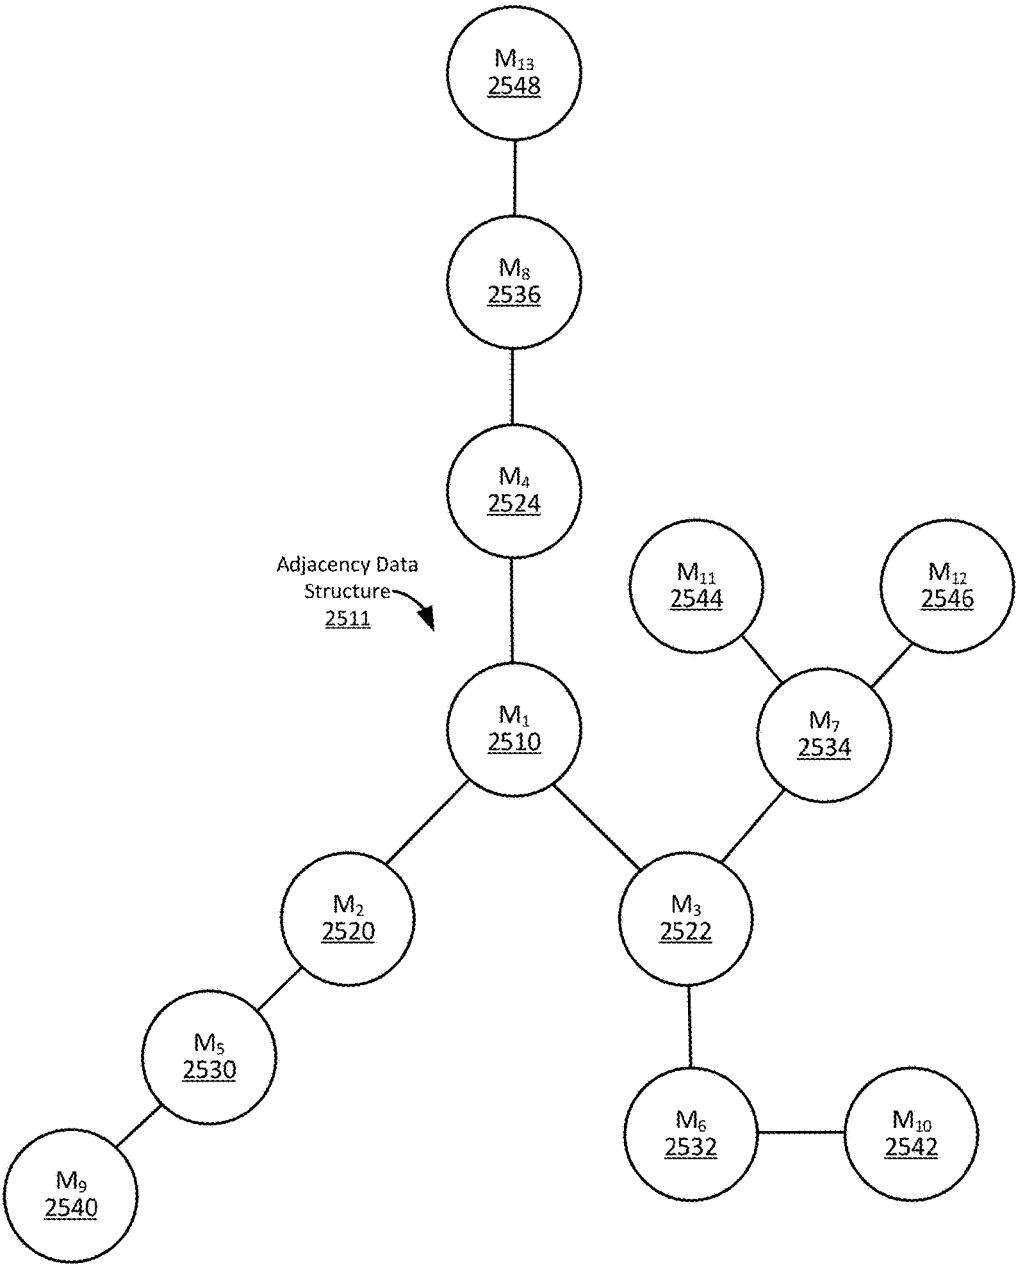 M₁₃
2548
M₈
2536
M₄
2524
Adjacency Data
Structure
2511
M₁₁
2544
M₁₂
2546
M₁
2510
M₇
2534
M₂
2520
M₃
2522
M₅
2530
M₆
2532
M₁₀
2542
M₉
2540